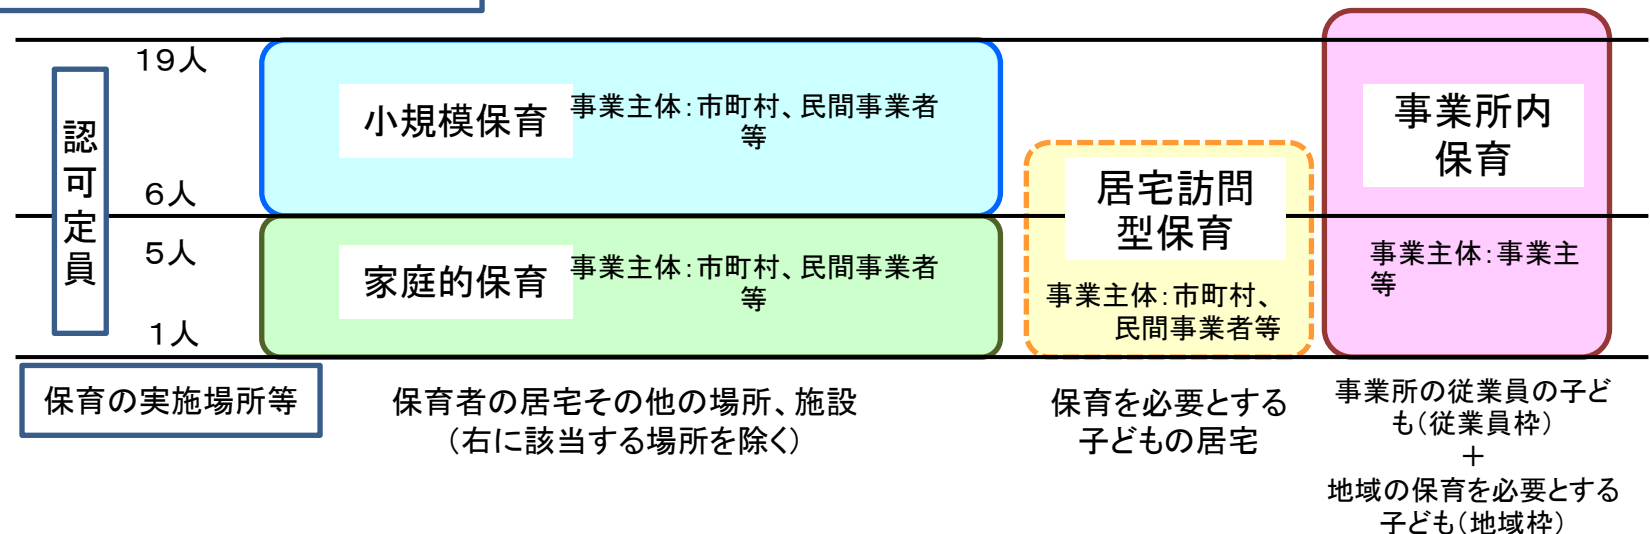 認可定員
19人
6人
5人
1人
小規模保育
事業主体:市町村、民間事業者
等
家庭的保育
事業主体:市町村、民間事業者
等
居宅訪問
型保育
事業主体:市町村、
民間事業者等
事業所内
保育
事業主体:事業主
等
保育の実施場所等
保育者の居宅その他の場所、施設
(右に該当する場所を除く)
保育を必要とする
子どもの居宅
事業所の従業員の子ど
も(従業員枠)
+
地域の保育を必要とする
子ども(地域枠)